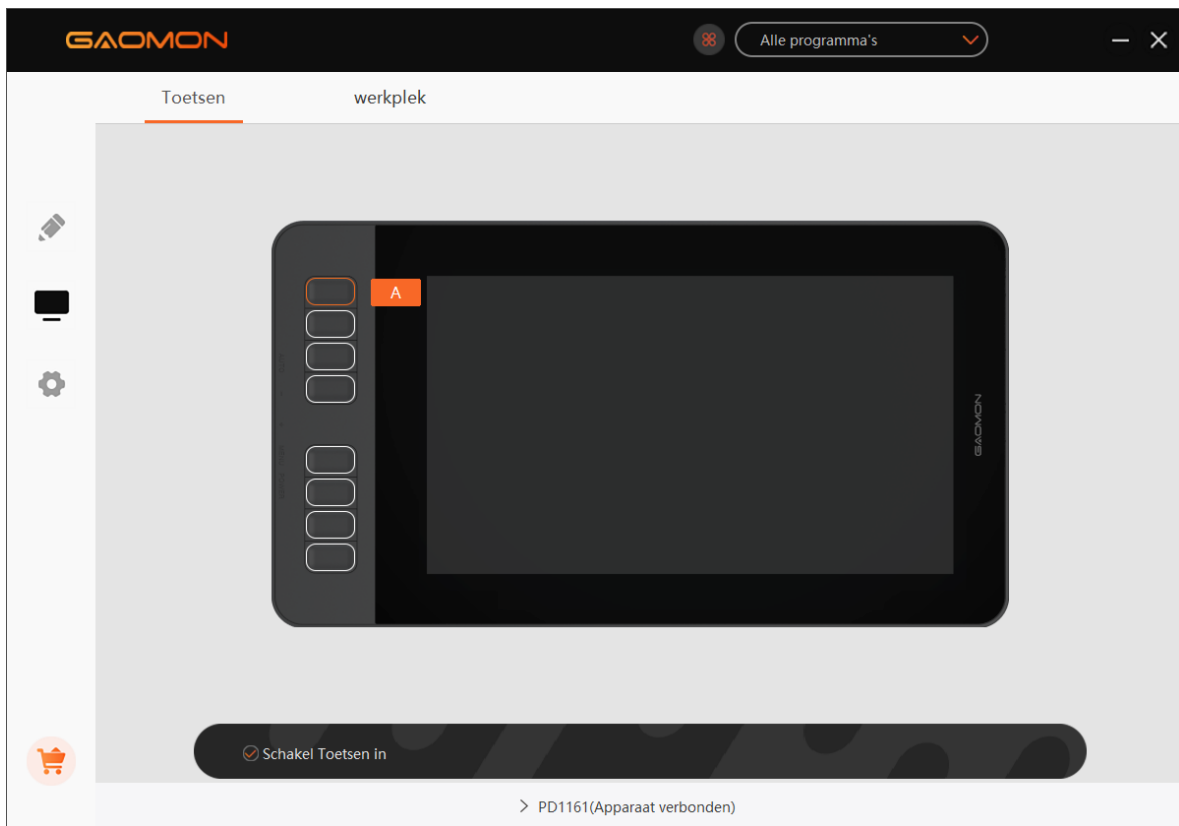 GAOMON
Alle programma's
Toetsen
werkplek
A
GAOMON
Schakel Toetsen in
PD1161(Apparaat verbonden)